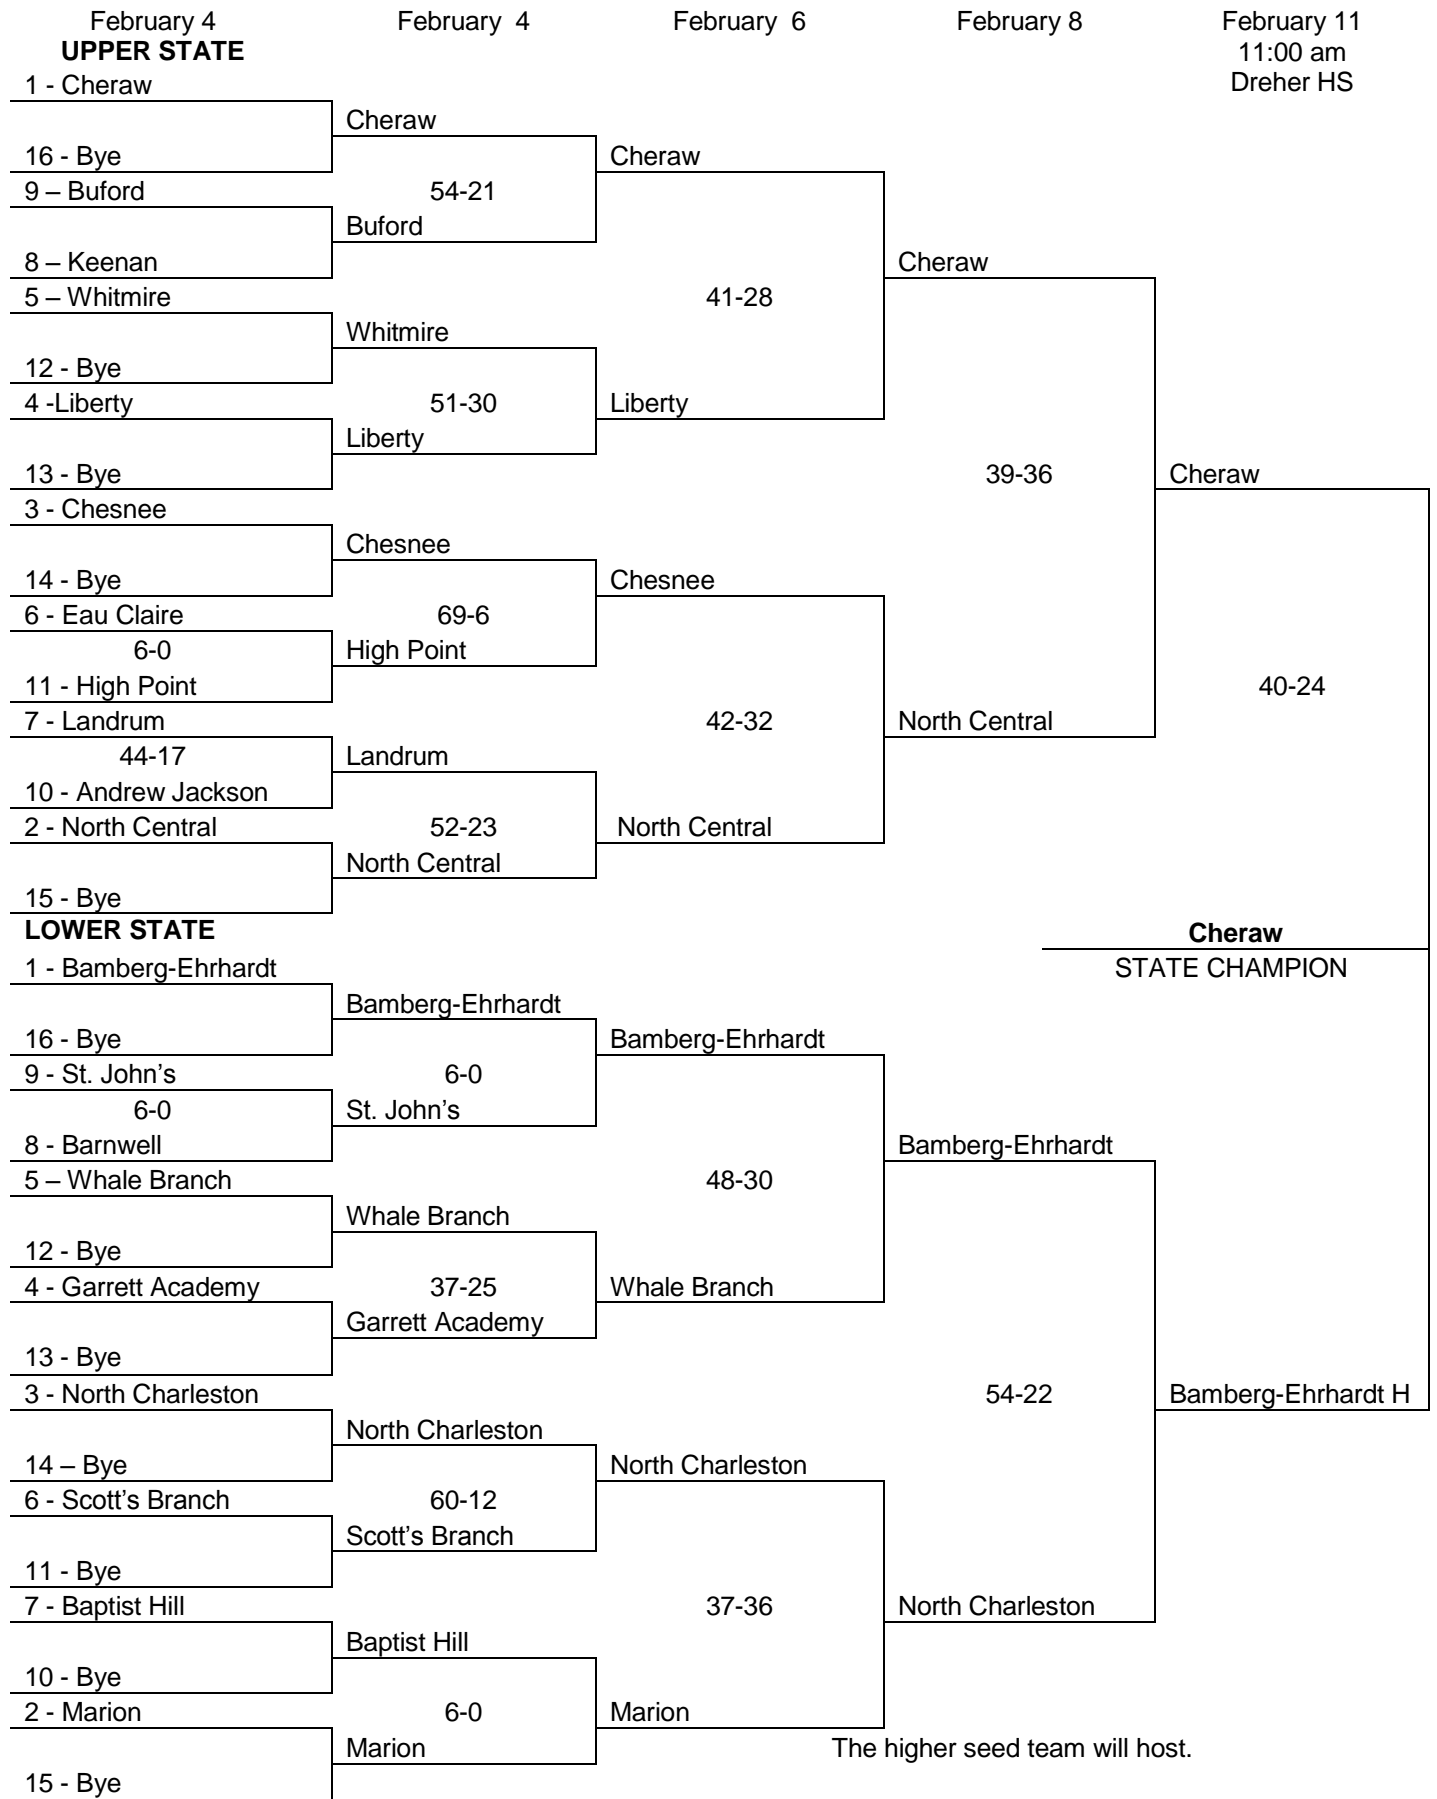 February 4 February  4 February  6 February 8 February 11
UPPER STATE 11:00 am
1 - Cheraw Dreher HS
Cheraw
16 - Bye Cheraw
9 – Buford 54-21
Buford
8 – Keenan Cheraw
5 – Whitmire 41-28
Whitmire
12 - Bye
4 -Liberty 51-30 Liberty
Liberty
13 - Bye 39-36 Cheraw
3 - Chesnee
Chesnee
14 - Bye Chesnee
6 - Eau Claire 69-6
6-0 High Point
11 - High Point 40-24
7 - Landrum 42-32 North Central
44-17 Landrum
10 - Andrew Jackson
2 - North Central 52-23 North Central
North Central
15 - Bye
LOWER STATE Cheraw
1 - Bamberg-Ehrhardt STATE CHAMPION
Bamberg-Ehrhardt
16 - Bye Bamberg-Ehrhardt
9 - St. John’s 6-0
6-0 St. John’s
8 - Barnwell Bamberg-Ehrhardt
5 – Whale Branch 48-30
Whale Branch
12 - Bye
4 - Garrett Academy 37-25 Whale Branch
Garrett Academy
13 - Bye
3 - North Charleston 54-22 Bamberg-Ehrhardt H
North Charleston
14 – Bye North Charleston
6 - Scott’s Branch 60-12
Scott’s Branch
11 - Bye
7 - Baptist Hill 37-36 North Charleston
Baptist Hill
10 - Bye
2 - Marion 6-0 Marion
Marion The higher seed team will host.
15 - Bye